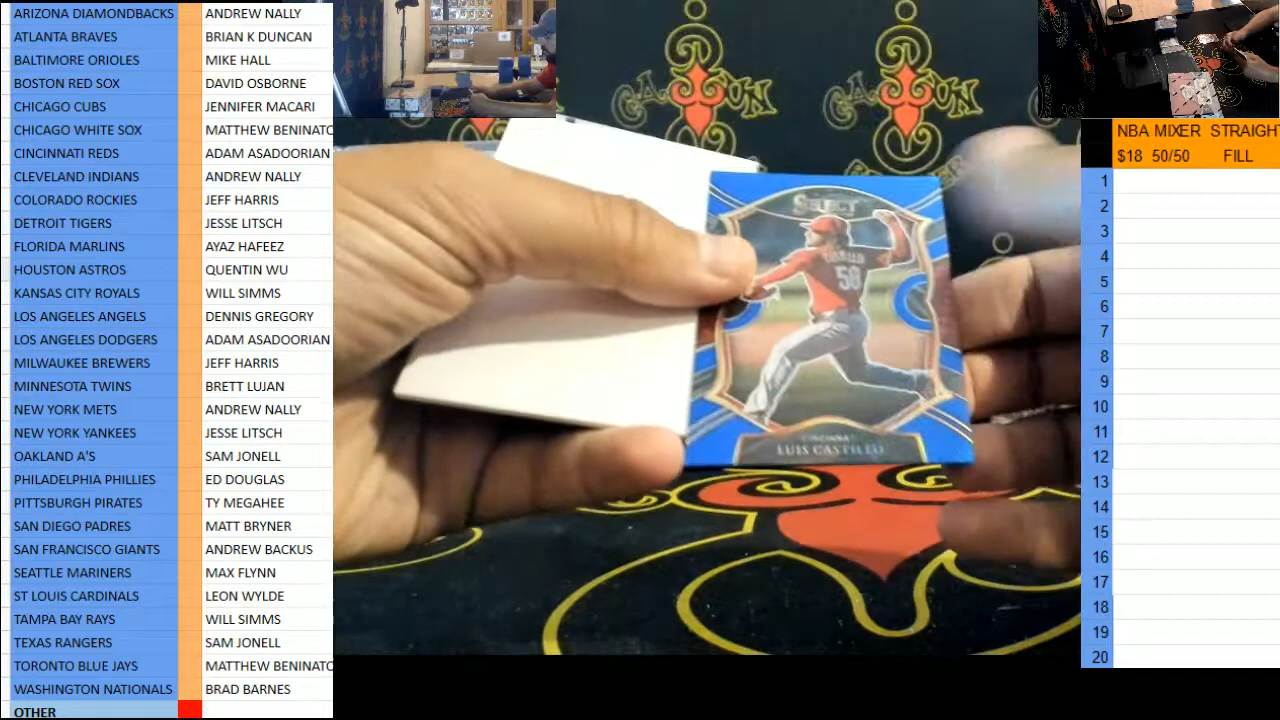 ARIZONA DIAMONDBACKS ANDREW NALLY
ATLANTA BRAVES BRIAN K DUNCAN
BALTIMORE ORIOLES MIKE HALL
BOSTON RED SOX DAVID OSBORNE
CHICAGO CUBS JENNIFER MACARI
CHICAGO WHITE SOX MATTHEW BENINATO
CINCINNATI REDS ADAM ASADOORIAN
CLEVELAND INDIANS ANDREW NALLY
COLORADO ROCKIES JEFF HARRIS
DETROIT TIGERS JESSE LITSCH
FLORIDA MARLINS AYAZ HAFEEZ
HOUSTON ASTROS QUENTIN WU
KANSAS CITY ROYALS WILL SIMMS
LOS ANGELES ANGELS DENNIS GREGORY
LOS ANGELES DODGERS ADAM ASADOORIAN
MILWAUKEE BREWERS JEFF HARRIS
MINNESOTA TWINS BRETT LUJAN
NEW YORK METS ANDREW NALLY
NEW YORK YANKEES JESSE LITSCH
OAKLAND A'S SAM JONELL
PHILADELPHIA PHILLIES ED DOUGLAS
PITTSBURGH PIRATES TY MEGAHEE
SAN DIEGO PADRES MATT BRYNER
SAN FRANCISCO GIANTS ANDREW BACKUS
SEATTLE MARINERS MAX FLYNN
ST LOUIS CARDINALS LEON WYLDE
TAMPA BAY RAYS WILL SIMMS
TEXAS RANGERS SAM JONELL
TORONTO BLUE JAYS MATTHEW BENINATO
WASHINGTON NATIONALS BRAD BARNES
OTHER
SELECT
58
CINCINNATI
LUIS CASTILLO
NBA MIXER STRAIGHT
$18 50/50 FILL
1
2
3
4
5
6
7
8
9
10
11
12
13
14
15
16
17
18
19
20